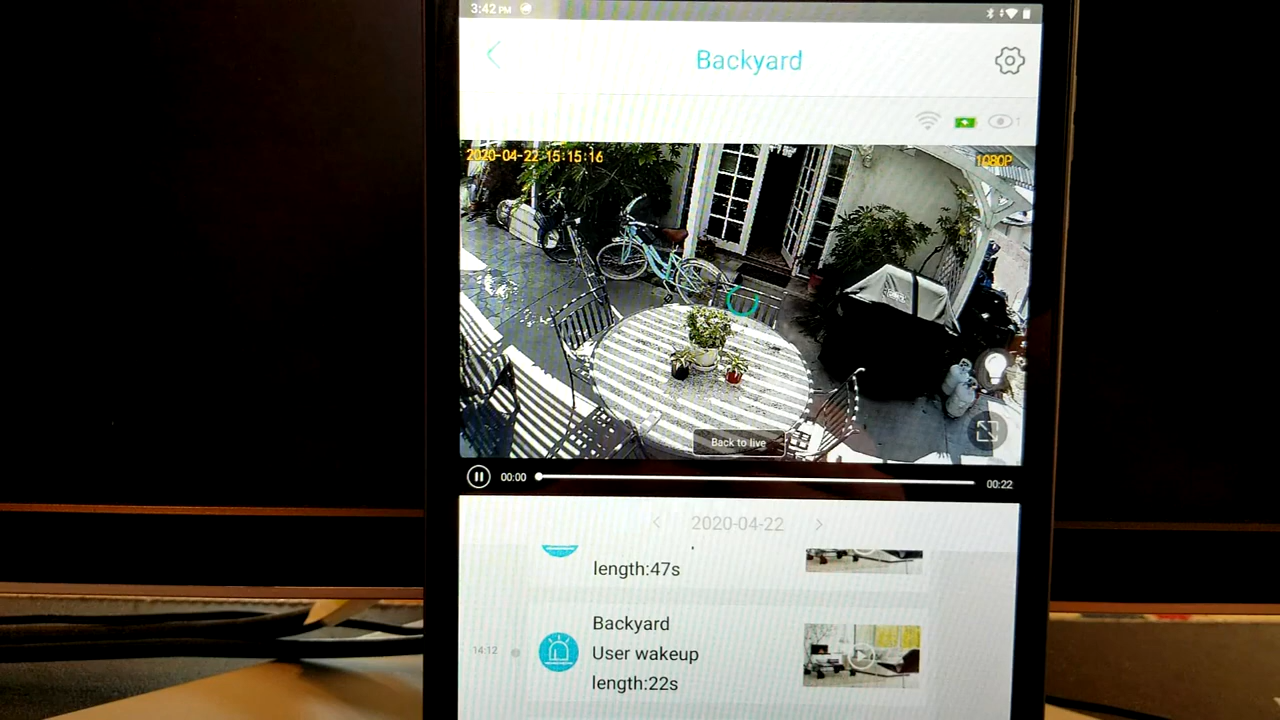 3:42 PM
Backyard
1
2020-04-22 15:15:16
1080P
Back to live
00:00
00:22
2020-04-22
length:47s
Backyard
14:12
User wakeup
length:22s